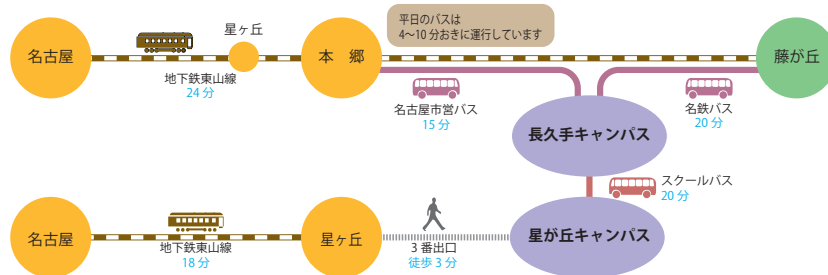 平日のバスは
4〜10 分おきに運行しています
星ヶ丘
名古屋
本　郷
藤が丘
地下鉄東山線
24 分
名古屋市営バス
15 分
名鉄バス
20 分
長久手キャンパス
スクールバス
20 分
名古屋
地下鉄東山線
18 分
星ヶ丘
3 番出口
徒歩 3 分
星が丘キャンパス